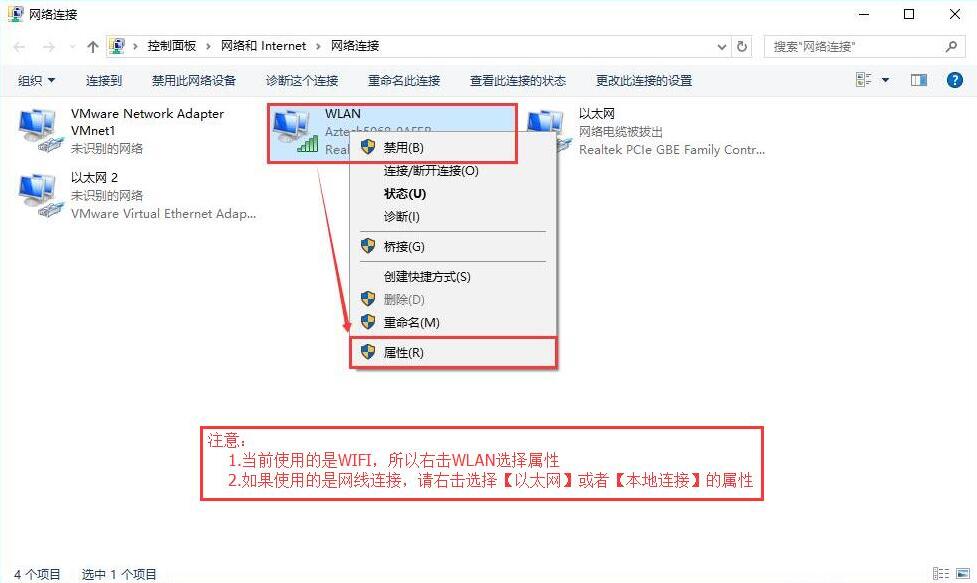 网络连接
控制面板 › 网络和 Internet › 网络连接
搜索"网络连接"
组织 连接到 禁用此网络设备 诊断这个连接 重命名此连接 查看此连接的状态 更改此连接的设置
VMware Network Adapter
VMnet1
未识别的网络
WLAN
以太网
网络电缆被拔出
Realtek PCIe GBE Family Contr...
以太网 2
未识别的网络
VMware Virtual Ethernet Adap...
禁用(B)
连接/断开连接(O)
状态(U)
诊断(I)
桥接(G)
创建快捷方式(S)
删除(D)
重命名(M)
属性(R)
注意：
1.当前使用的是WIFI，所以右击WLAN选择属性
2.如果使用的是网线连接，请右击选择【以太网】或者【本地连接】的属性
4 个项目 选中 1 个项目